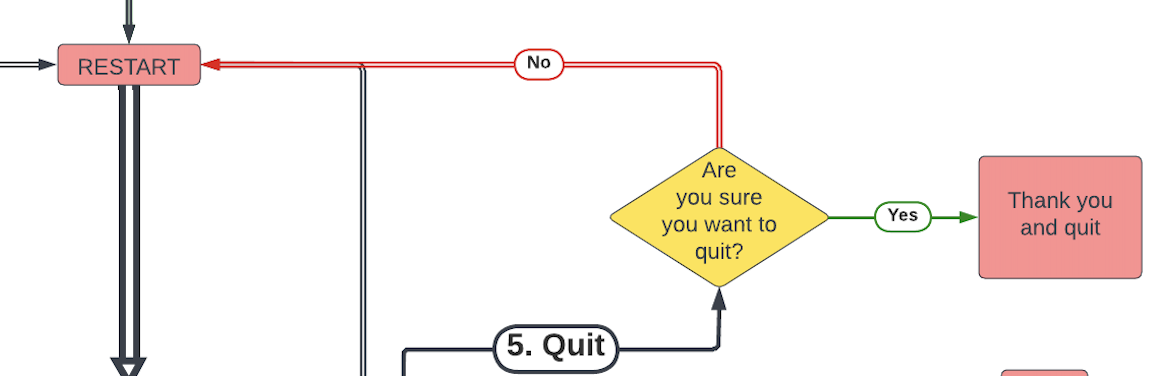 No
RESTART
Are
you sure
you want to
quit?
Yes
Thank you
and quit
5. Quit